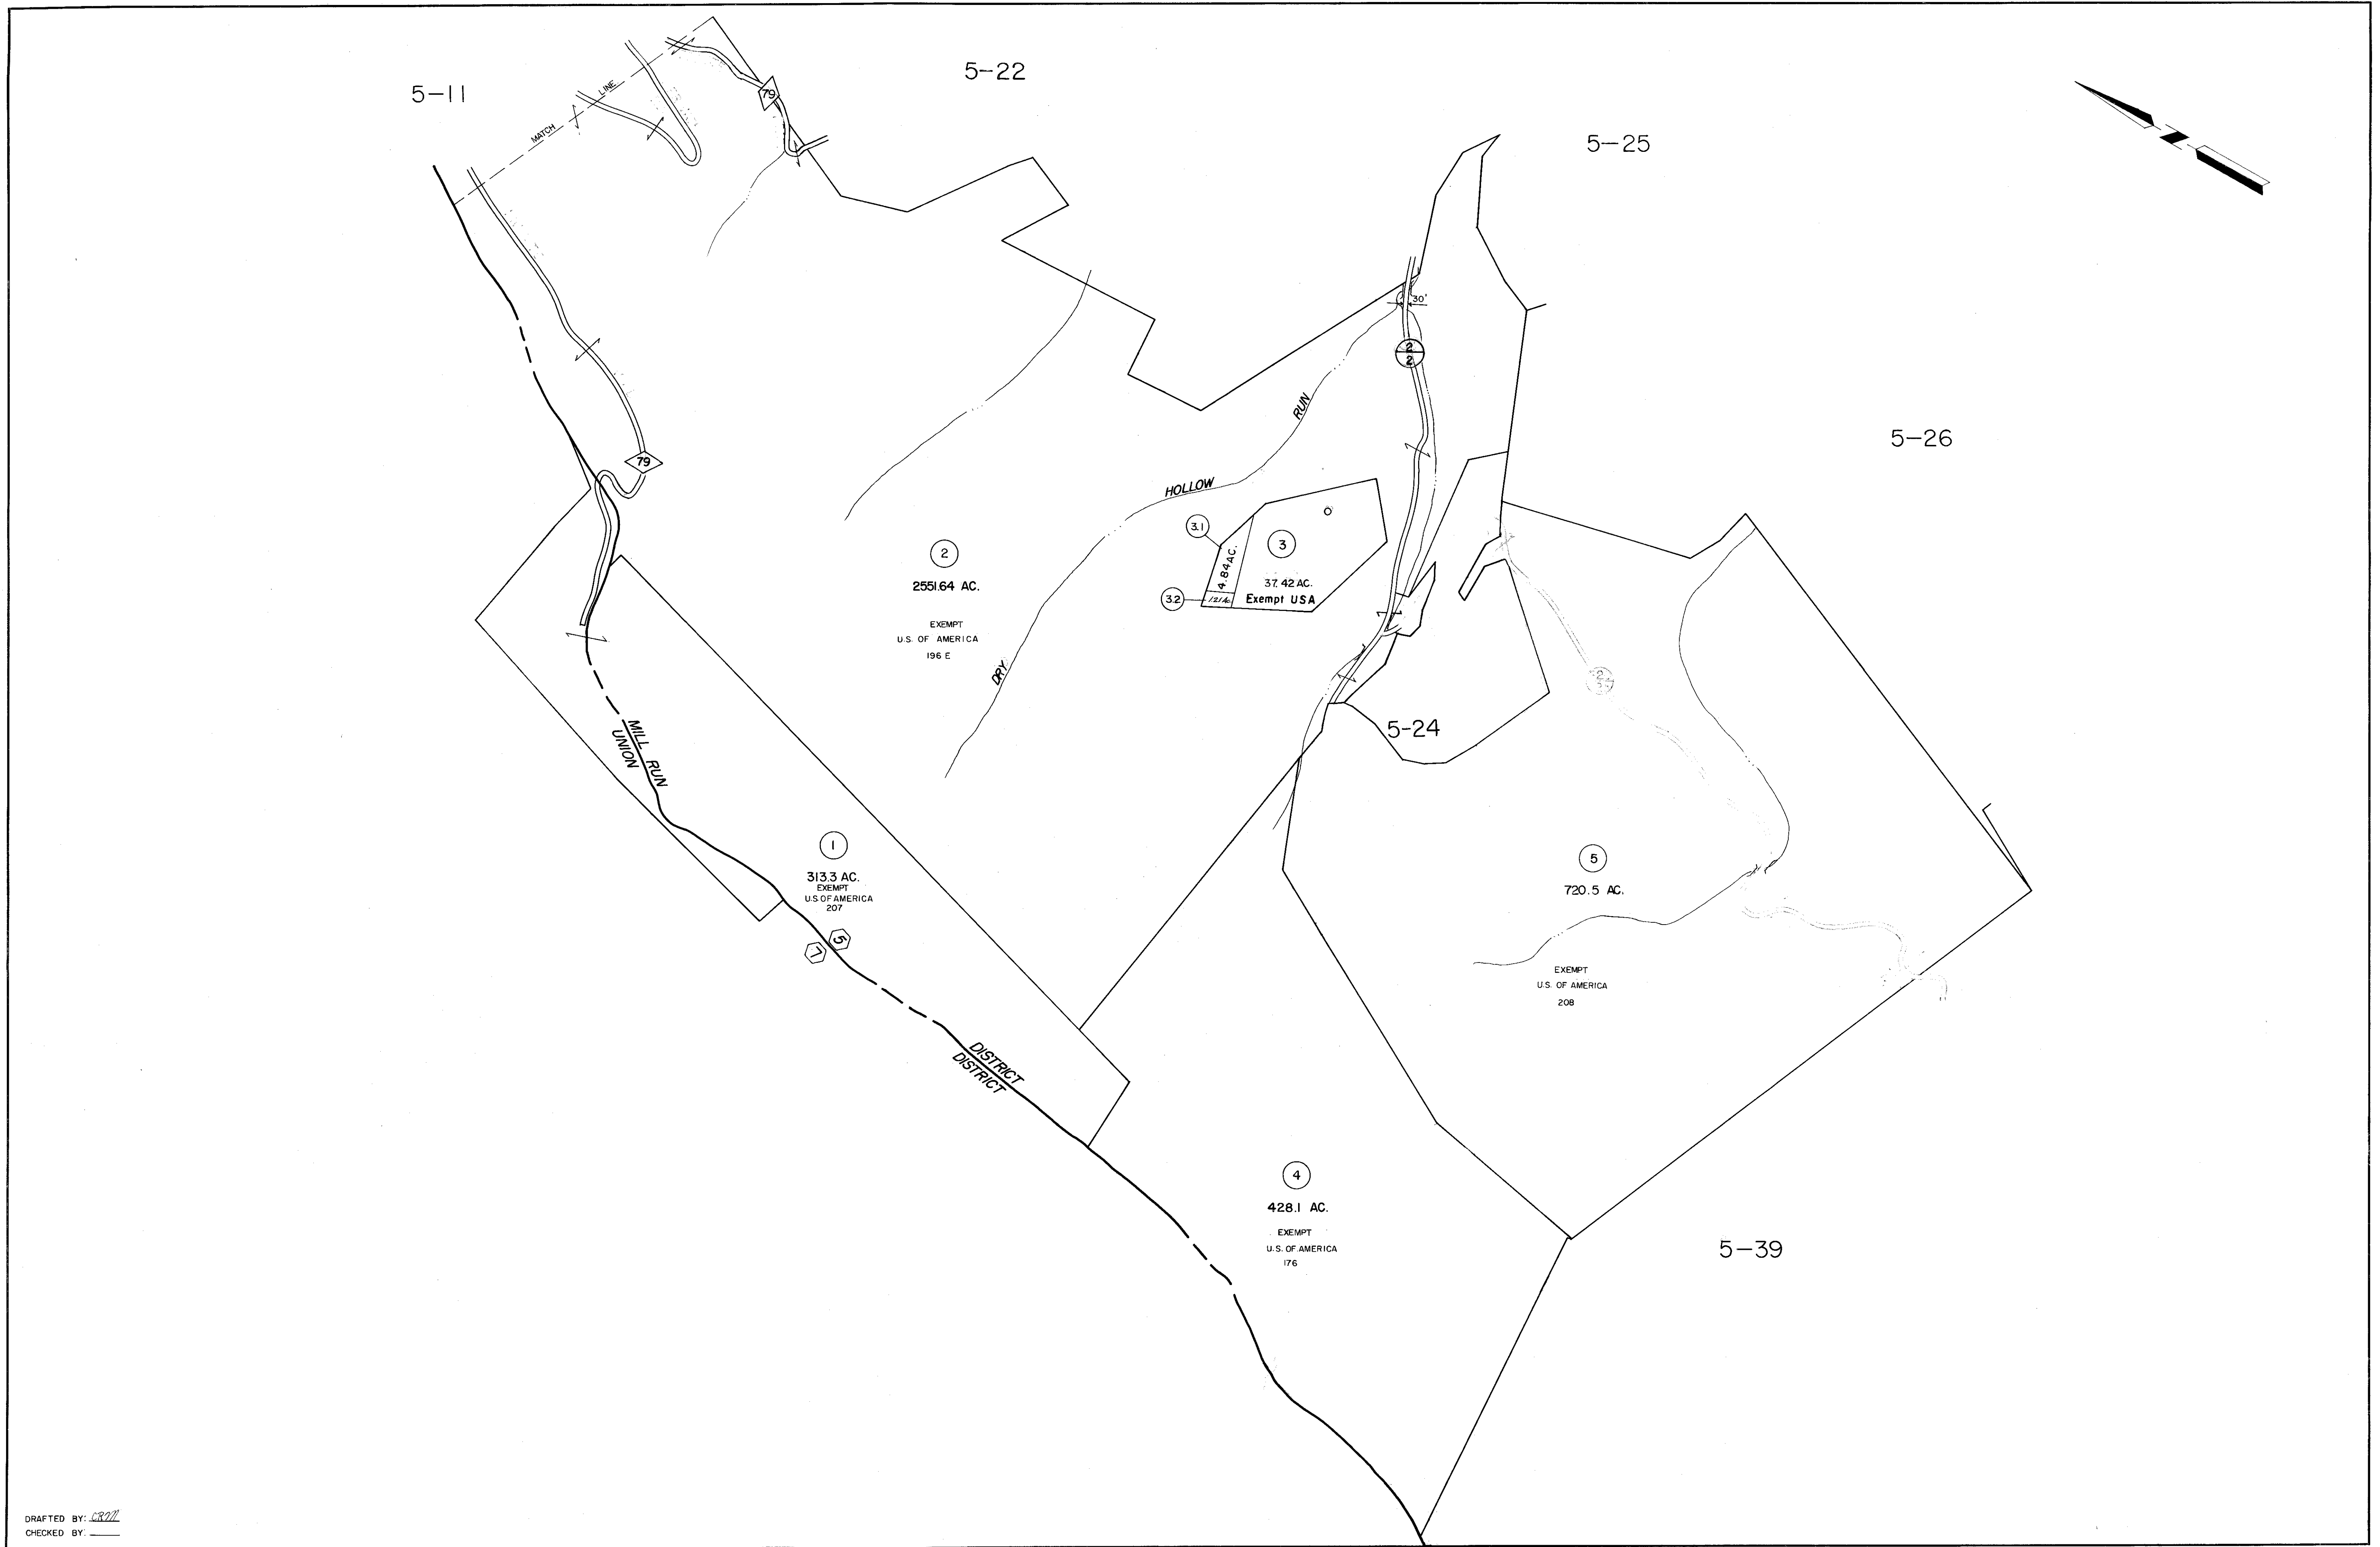 5-11
5-22
5-25
5-26
MATCH LINE
79
30'
2
2
79
HOLLOW RUN
DRY
2
2551.64 AC.
EXEMPT
U.S. OF AMERICA
196 E
3.1
4.84 AC.
3.2
1.21 Ac.
3
37.42 AC.
Exempt USA
2
5-24
MILL RUN
UNION
1
313.3 AC.
EXEMPT
U.S OF AMERICA
207
5
7
5
720.5 AC.
EXEMPT
U.S. OF AMERICA
208
DISTRICT
DISTRICT
4
428.1 AC.
EXEMPT
U.S. OF AMERICA
176
5-39
DRAFTED BY: CRM
CHECKED BY: